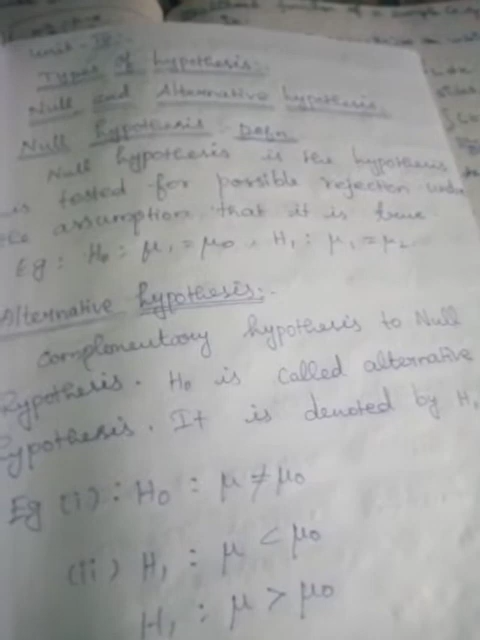 Unit - IV
Types of hypothesis:-
Null and Alternative hypothesis.
Null hypothesis : Defn
Null hypothesis is the hypothesis
is tested for possible rejection under
the assumption that it is true
Eg : H₀ : μ₁ = μ₀ , H₁ : μ₁ = μ₂
Alternative hypothesis:-
Complementary hypothesis to Null
hypothesis. H₀ is called alternative
hypothesis. It is denoted by H₁
Eg (i) : H₀ : μ ≠ μ₀
(ii) H₁ : μ < μ₀
H₁ : μ > μ₀